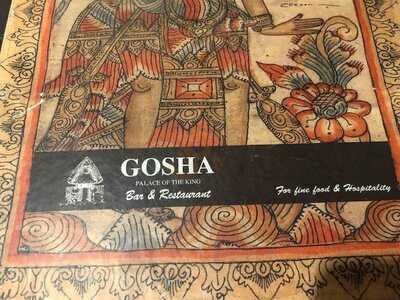 GOSHA
PALACE OF THE KING
Bar & Restaurant
For fine food & Hospitality